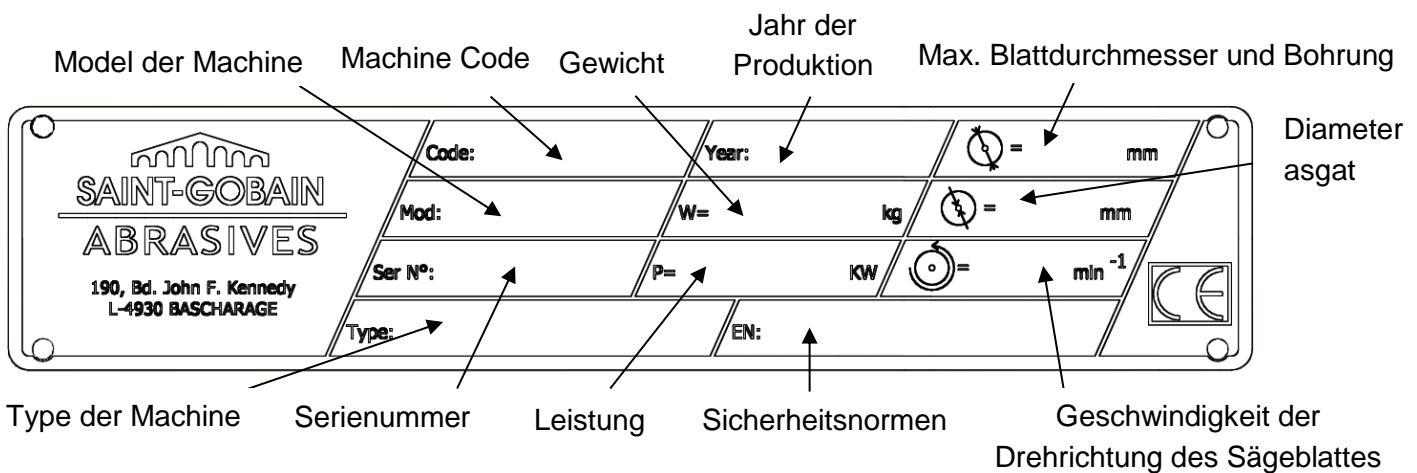 Jahr der
Produktion
Model der Machine
Machine Code
Gewicht
Max. Blattdurchmesser und Bohrung
Diameter
asgat
SAINT-GOBAIN
ABRASIVES
190, Bd. John F. Kennedy
L-4930 BASCHARAGE
Code:
Year:
= mm
Mod:
W= kg
= mm
Ser N°:
P= KW
= min⁻¹
Type:
EN:
CE
Type der Machine
Serienummer
Leistung
Sicherheitsnormen
Geschwindigkeit der
Drehrichtung des Sägeblattes